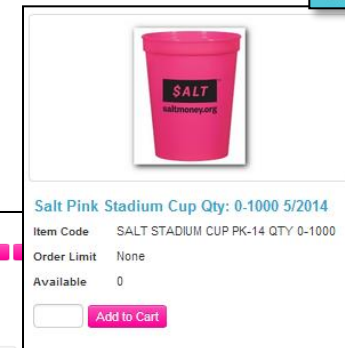 $ALT
saltmoney.org
Salt Pink Stadium Cup Qty: 0-1000 5/2014
Item Code SALT STADIUM CUP PK-14 QTY 0-1000
Order Limit None
Available 0
Add to Cart